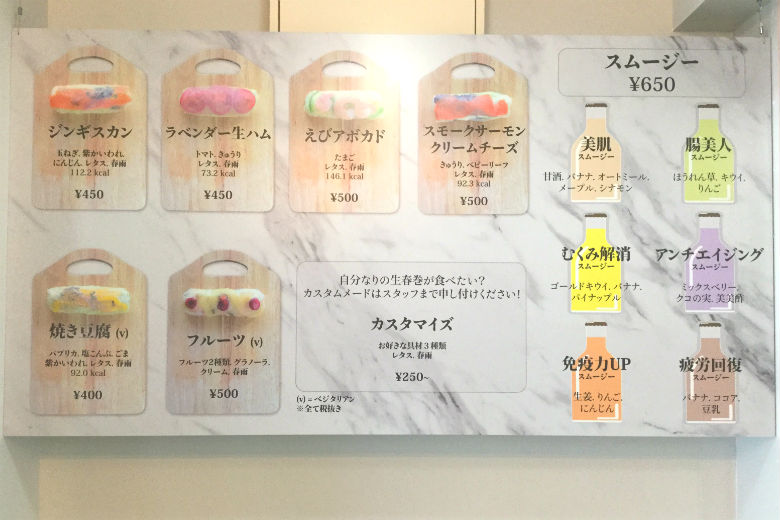 ジンギスカン
玉ねぎ, 紫かいわれ,
にんじん, レタス, 春雨
112.2 kcal
¥450
ラベンダー生ハム
トマト, きゅうり
レタス, 春雨
73.2 kcal
¥450
えびアボカド
たまご
レタス, 春雨
146.1 kcal
¥500
スモークサーモン
クリームチーズ
きゅうり, ベビーリーフ
レタス, 春雨
92.3 kcal
¥500
焼き豆腐 (v)
パプリカ, 塩こんぶ, ごま
紫かいわれ, レタス, 春雨
92.0 kcal
¥400
フルーツ (v)
フルーツ2種類, グラノーラ,
クリーム, 春雨
¥500
自分なりの生春巻が食べたい?
カスタムメードはスタッフまで申し付けください!
カスタマイズ
お好きな具材3種類
レタス, 春雨
¥250~
(v) = ベジタリアン
※全て税抜き
スムージー
¥650
美肌
スムージー
甘酒, バナナ, オートミール,
メープル, シナモン
腸美人
スムージー
ほうれん草, キウイ,
りんご
むくみ解消
スムージー
ゴールドキウイ, バナナ,
パイナップル
アンチエイジング
スムージー
ミックスベリー,
クコの実, 美美酢
免疫力UP
スムージー
生姜, りんご,
にんじん
疲労回復
スムージー
バナナ, ココア,
豆乳